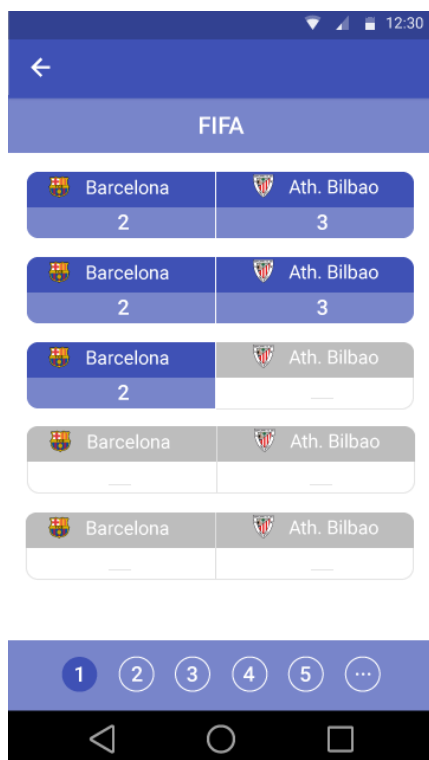 12:30
FIFA
Barcelona Ath. Bilbao
2 3
Barcelona Ath. Bilbao
2 3
Barcelona Ath. Bilbao
2
Barcelona Ath. Bilbao
Barcelona Ath. Bilbao
1 2 3 4 5 ...